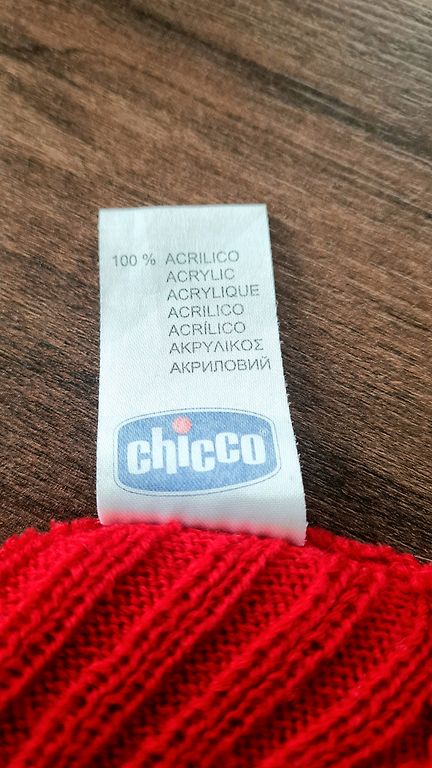 100 % ACRILICO
ACRYLIC
ACRYLIQUE
ACRILICO
ACRÍLICO
ΑΚΡΥΛΙΚΟΣ
АКРИЛОВИЙ
chicco